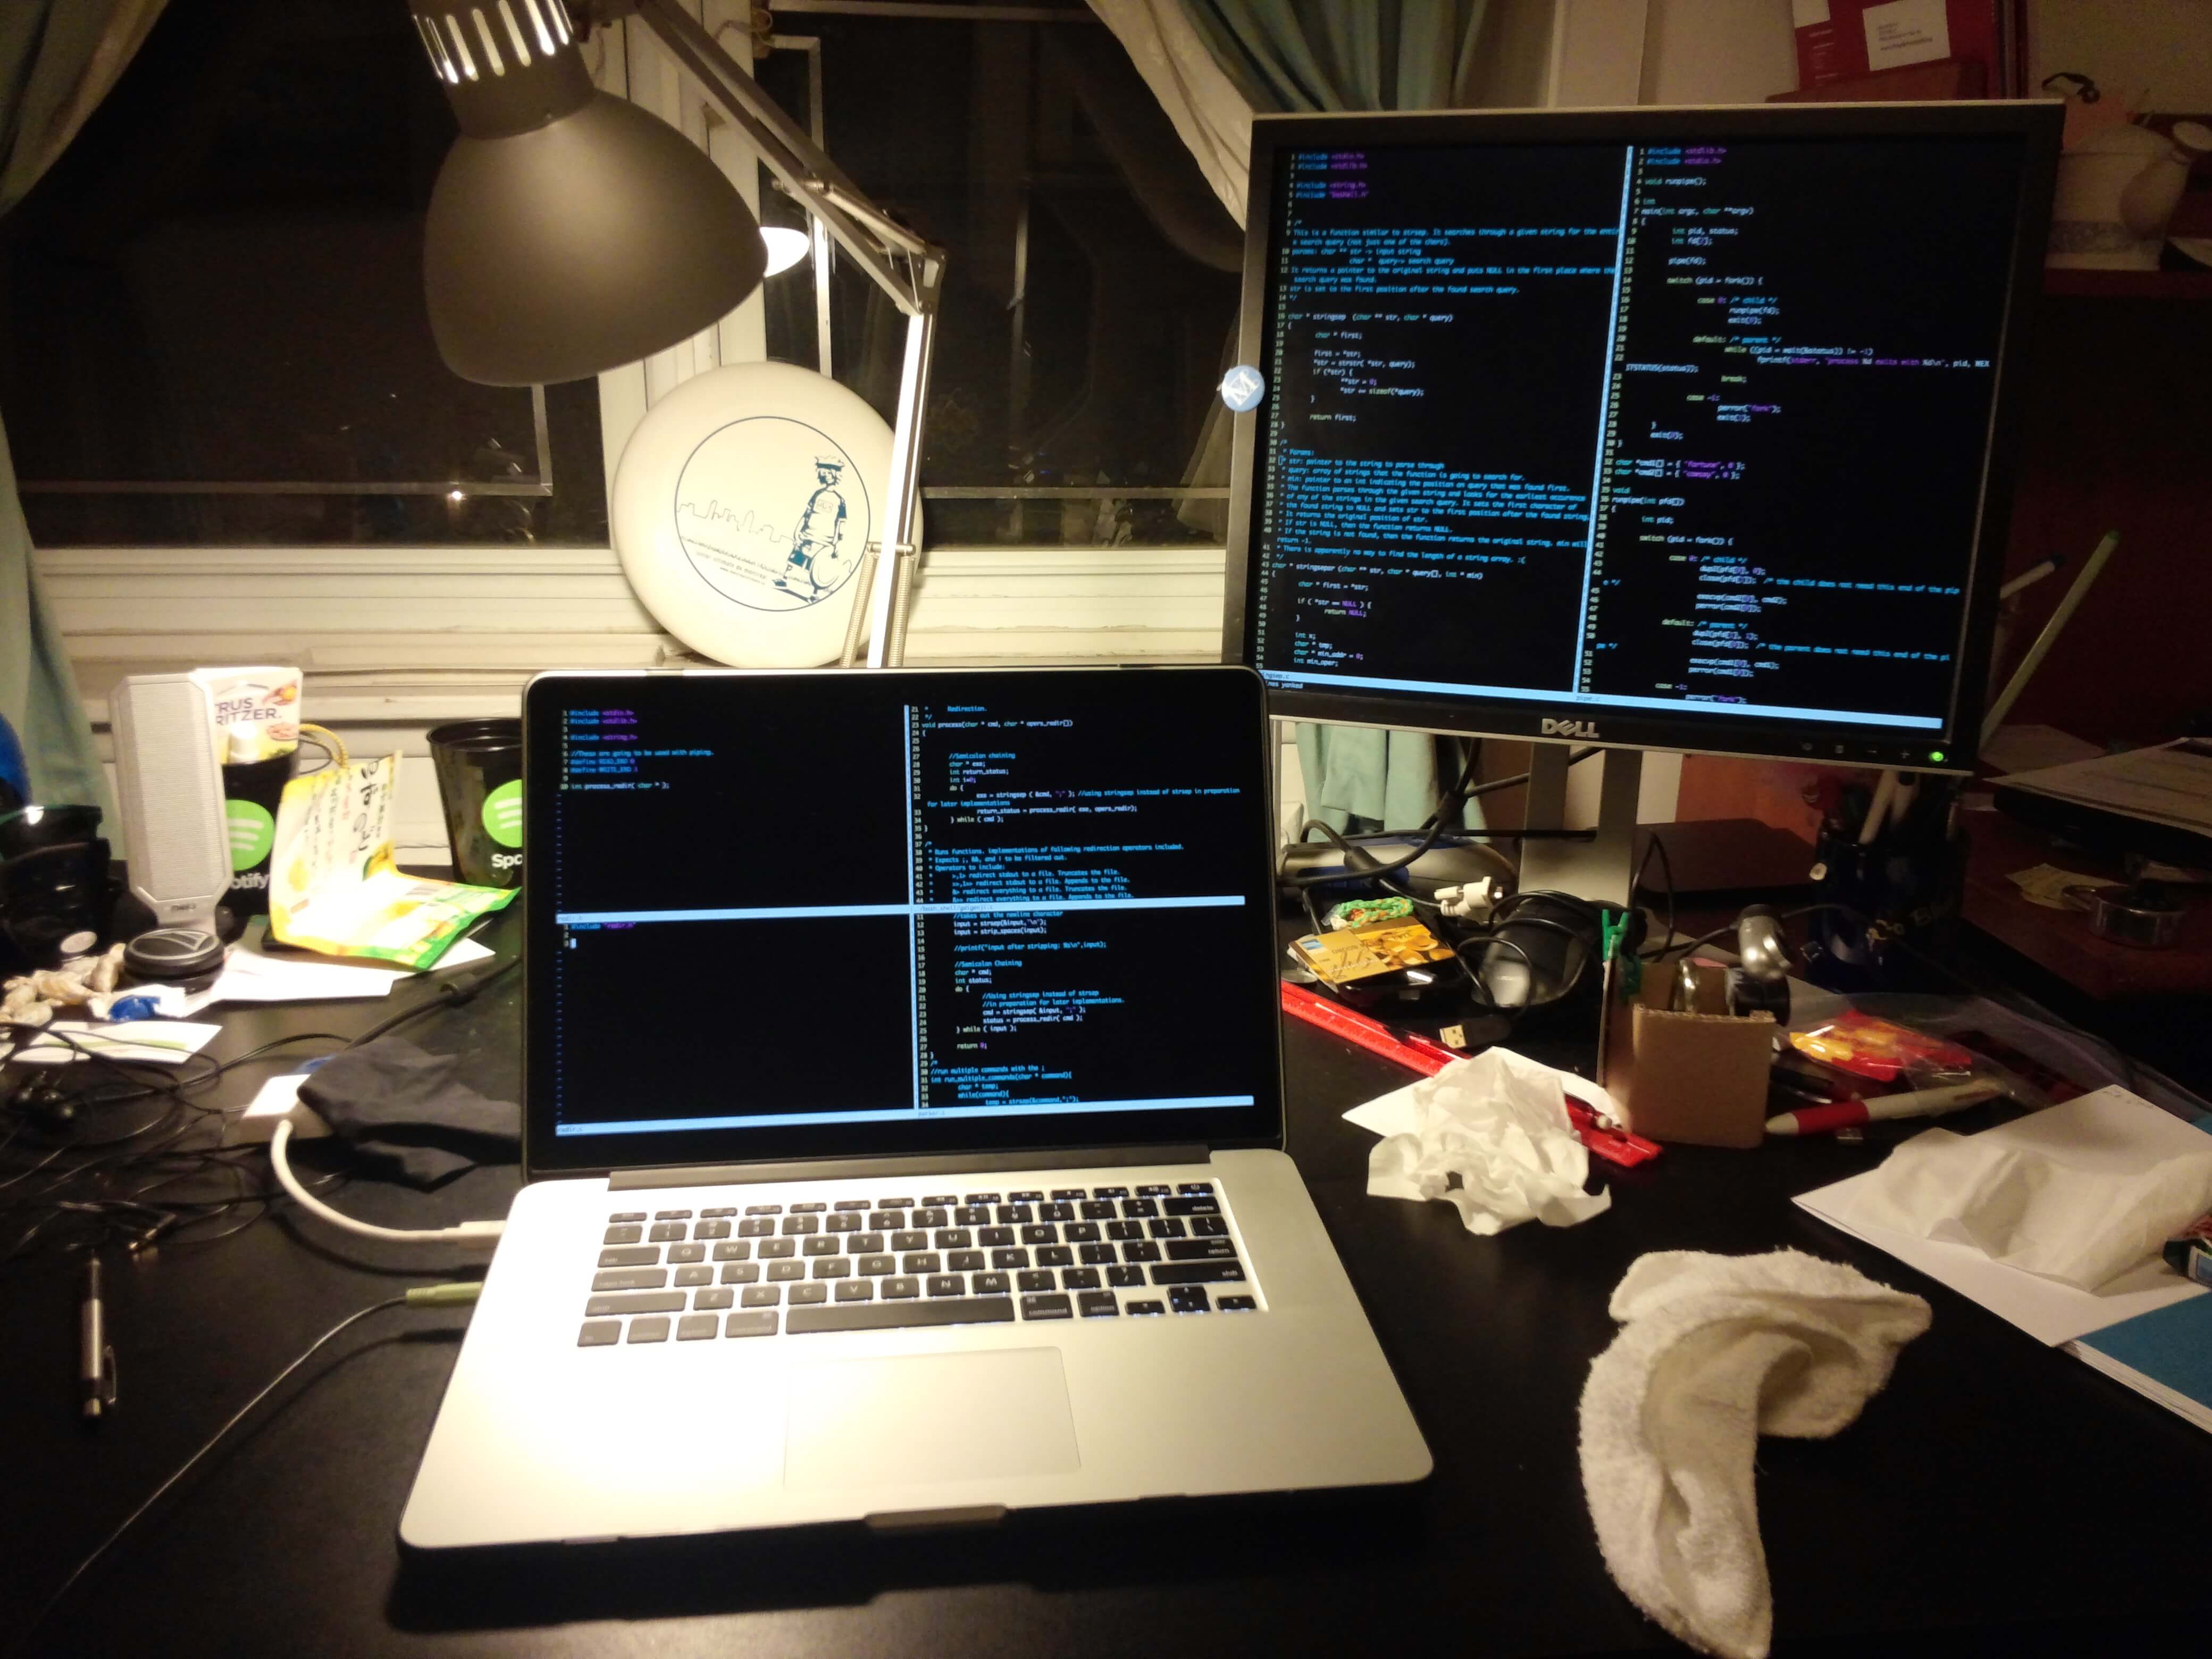 RUS
RITZER.
otify
Spo
DELL
M
1 #include <stdio.h>
2 #include <stdlib.h>
3
4 #include <string.h>
6
7
8 /*
9 This is a function similar to strsep. It searches through a given string for the
a search query (not just one of the chars).
10 params: char ** str -> input string
11 char * query-> search query
12 It returns a pointer to the original string and puts NULL in the first place where the
search query was found.
13 str is set to the first position after the found search query.
14 */
15
16 char * stringsep (char ** str, char * query)
17 {
18 char * first;
19
20 first = *str;
21 *str = strstr( *str, query);
22 if (*str) {
23 **str = 0;
24 *str += sizeof(*query);
25 }
26
27 return first;
28 }
29
30 /*
31 * Params:
32 * str: pointer to the string to parse through
33 * query: array of strings that the function is going to search for.
34 * min: pointer to an int indicating the position on query that was found first.
35 * The function parses through the given string and looks for the earliest occurence
36 * of any of the strings in the given search query. It sets the first character of
37 * the found string to NULL and sets str to the first position after the found string.
38 * It returns the original position of str.
39 * If str is NULL, then the function returns NULL.
40 * If the string is not found, then the function returns the original string, min will
return -1.
41 * There is apparently no way to find the length of a string array. :(
42 */
43 char * stringsepor (char ** str, char * query[], int * min)
44 {
45 char * first = *str;
46
47 if ( *str == NULL ) {
48 return NULL;
49 }
50
51 int m;
52 char * tmp;
53 char * min_addr = 0;
54 int min_oper;
lines yanked
1 #include <stdlib.h>
2 #include <stdio.h>
3
4 void runpipe();
5
6 int
7 main(int argc, char **argv)
8 {
9 int pid, status;
10 int fd[2];
11
12 pipe(fd);
13
14 switch (pid = fork()) {
15
16 case 0: /* child */
17 runpipe(fd);
18 exit(0);
19
20 default: /* parent */
21 while ((pid = wait(&status)) != -1)
22 fprintf(stderr, "process %d exits with %d\n", pid, WEX
ITSTATUS(status));
23 break;
24
25 case -1:
26 perror("fork");
27 exit(1);
28 }
29 exit(0);
30 }
31
32 char *cmd1[] = { "fortune", 0 };
33 char *cmd2[] = { "cowsay", 0 };
34
35 void
36 runpipe(int pfd[])
37 {
38 int pid;
39
40 switch (pid = fork()) {
41
42 case 0: /* child */
43 dup2(pfd[0], 0);
44 close(pfd[1]); /* the child does not need this end of the pip
e */
45 execvp(cmd2[0], cmd2);
46 perror(cmd2[0]);
47
48 default: /* parent */
49 dup2(pfd[1], 1);
50 close(pfd[0]); /* the parent does not need this end of the pi
pe */
51 execvp(cmd1[0], cmd1);
52 perror(cmd1[0]);
53
54 case -1:
55 perror("fork");
pipe.c
1 #include <stdio.h>
2 #include <stdlib.h>
3
4 #include <string.h>
5
6 //These are going to be used with piping.
7 #define READ_END 0
8 #define WRITE_END 1
9
10 int process_redir( char * );
1 #include "redir.h"
2
3
redir.c
21 * Redirection.
22 */
23 void process(char * cmd, char * opers_redir[])
24 {
25
26
27 //Semicolon chaining
28 char * exe;
29 int return_status;
30 int i=0;
31 do {
32 exe = stringsep ( &cmd, ";" ); //using stringsep instead of strsep in preparation
for later implementations
33 return_status = process_redir( exe, opers_redir);
34 } while ( cmd );
35 }
36
37 /*
38 * Runs functions. Implementations of following redirection operators included.
39 * Expects ;, &&, and | to be filtered out.
40 * Operators to include:
41 * >,1> redirect stdout to a file. Truncates the file.
42 * >>,1>> redirect stdout to a file. Appends to the file.
43 * &> redirect everything to a file. Truncates the file.
44 * &>> redirect everything to a file. Appends to the file.
11 //takes out the newline character
12 input = strsep(&input,"\n");
13 input = strip_spaces(input);
14
15 //printf("input after stripping: %s\n",input);
16
17 //Semicolon Chaining
18 char * cmd;
19 int status;
20 do {
21 //Using stringsep instead of strsep
22 //in preparation for later implementations.
23 cmd = stringsep( &input, ";" );
24 status = process_redir( cmd );
25 } while ( input );
26
27 return 0;
28 }
29 /*
30 //run multiple commands with the ;
31 int run_multiple_commands(char * command){
32 char * temp;
33 while(command){
34 temp = strsep(&command,";");
delete
Q W E R T Y U I O P
return
A S D F G H J K L
shift
Z X C V B N M
command option